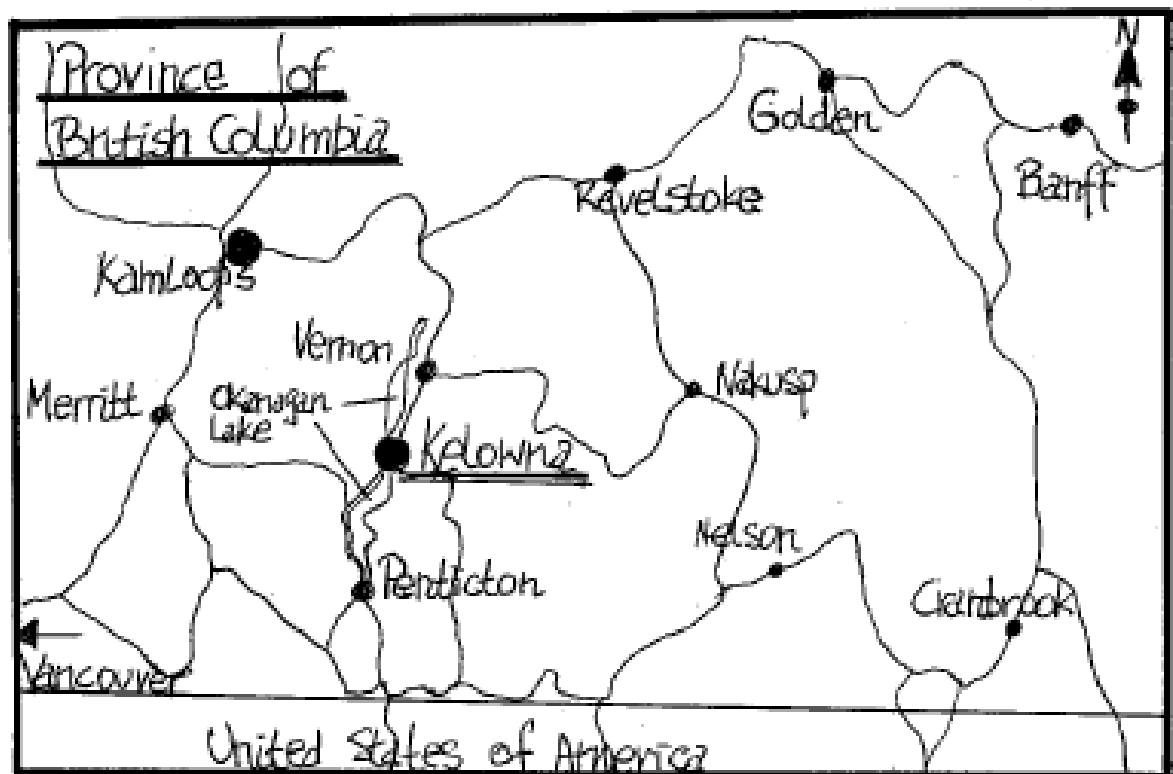 Province of
British Columbia
N
Golden
Banff
Revelstoke
Kamloops
Vernon
Nakusp
Merritt
Okanagan
Lake
Kelowna
Nelson
Penticton
Cranbrook
Vancouver
United States of America